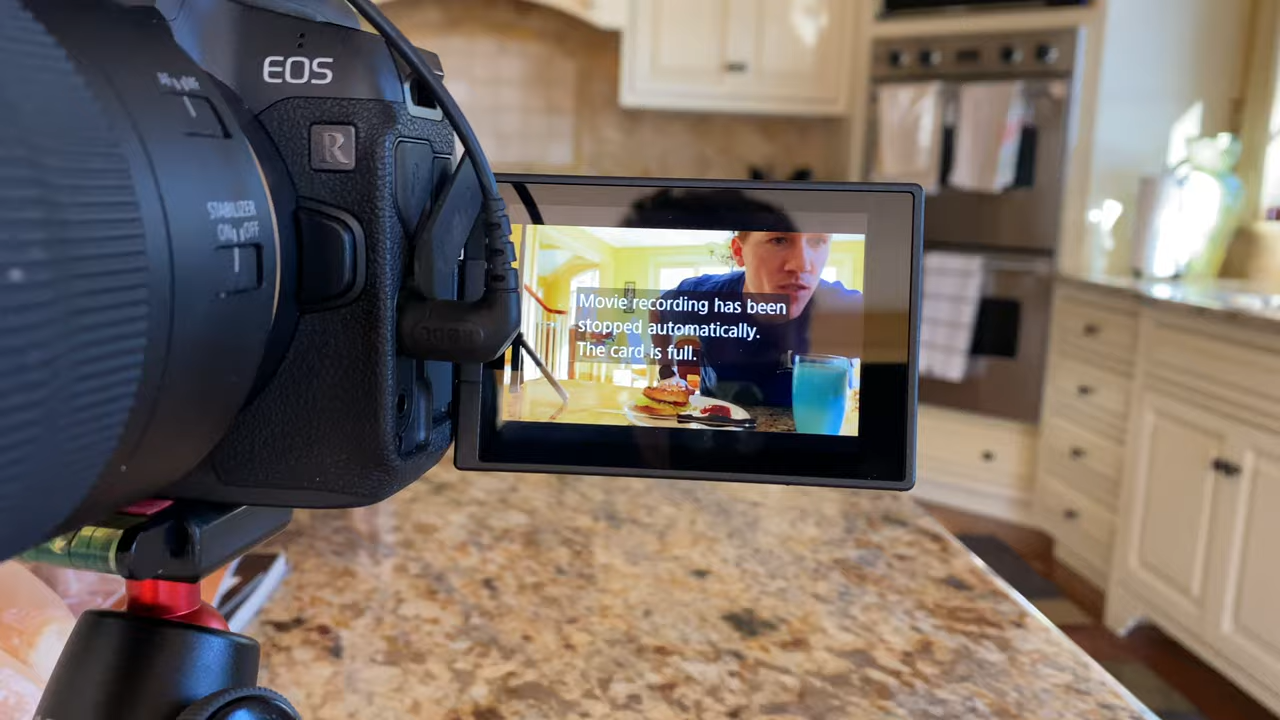 EOS
R
STABILIZER
ON OFF
Movie recording has been
stopped automatically.
The card is full.